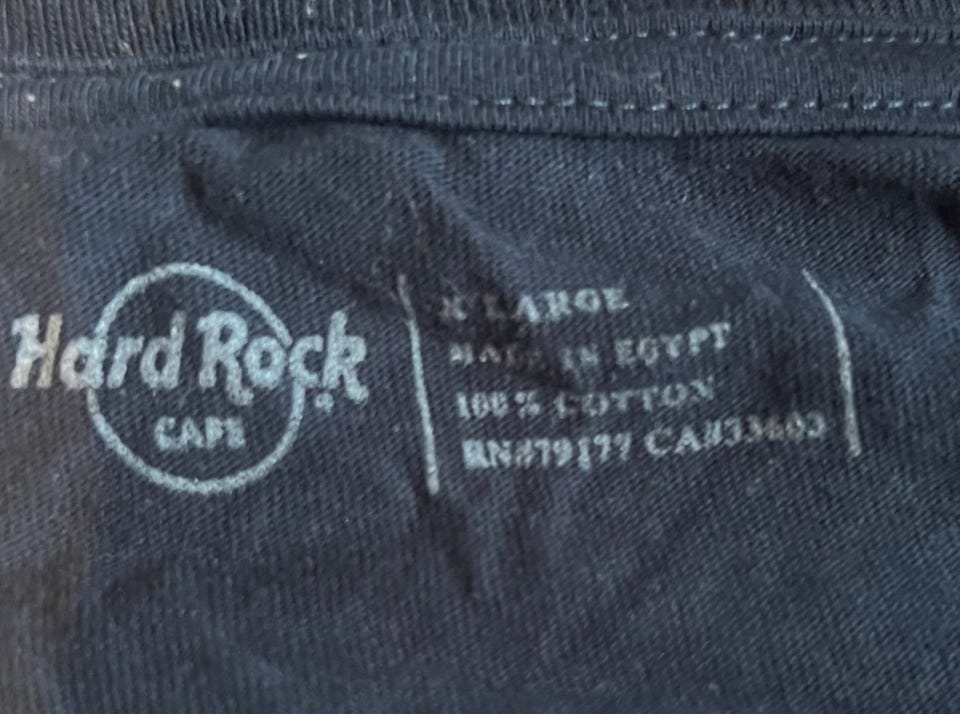 Hard Rock
CAFE
X LARGE
MADE IN EGYPT
100% COTTON
RN#79177